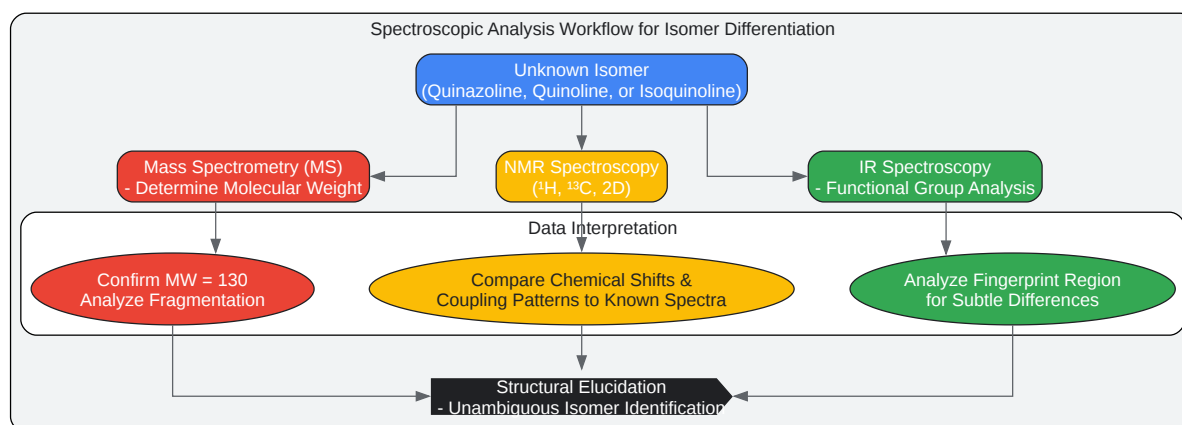 Spectroscopic Analysis Workflow for Isomer Differentiation
Unknown Isomer
(Quinazoline, Quinoline, or Isoquinoline)
Mass Spectrometry (MS)
- Determine Molecular Weight
NMR Spectroscopy
(¹H, ¹³C, 2D)
IR Spectroscopy
- Functional Group Analysis
Data Interpretation
Confirm MW = 130
Analyze Fragmentation
Compare Chemical Shifts &
Coupling Patterns to Known Spectra
Analyze Fingerprint Region
for Subtle Differences
Structural Elucidation
- Unambiguous Isomer Identification